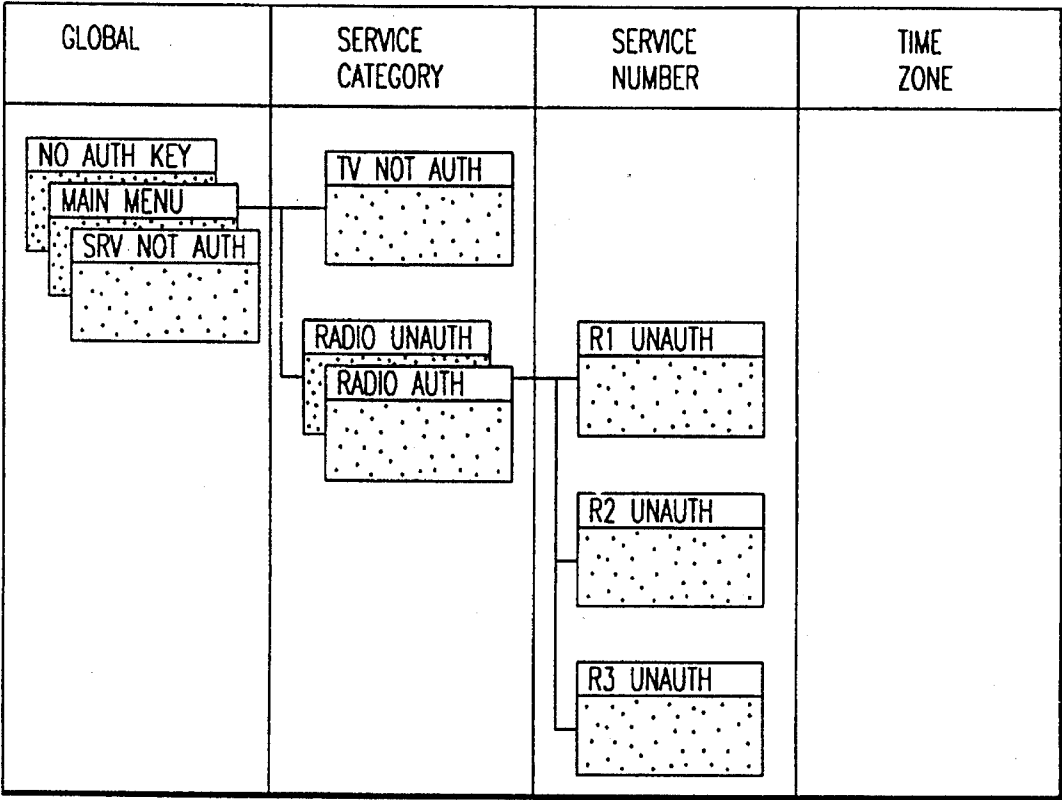 GLOBAL
SERVICE
CATEGORY
SERVICE
NUMBER
TIME
ZONE
NO AUTH KEY
MAIN MENU
SRV NOT AUTH
TV NOT AUTH
RADIO UNAUTH
RADIO AUTH
R1 UNAUTH
R2 UNAUTH
R3 UNAUTH